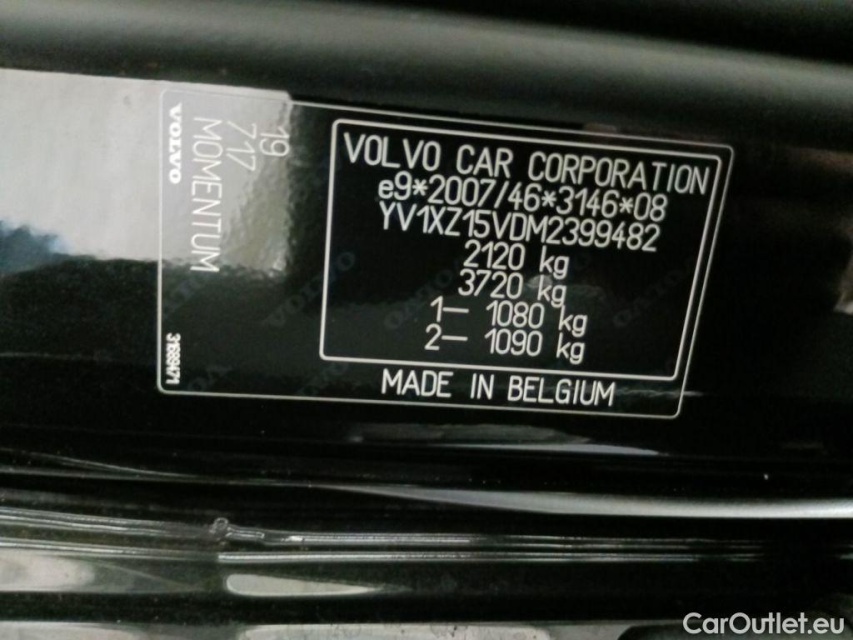 VOLVO
MOMENTUM
717
19
VOLVO CAR CORPORATION
e9*2007/46*3146*08
YV1XZ15VDM2399482
2120 kg
3720 kg
1— 1080 kg
2— 1090 kg
MADE IN BELGIUM
CarOutlet.eu